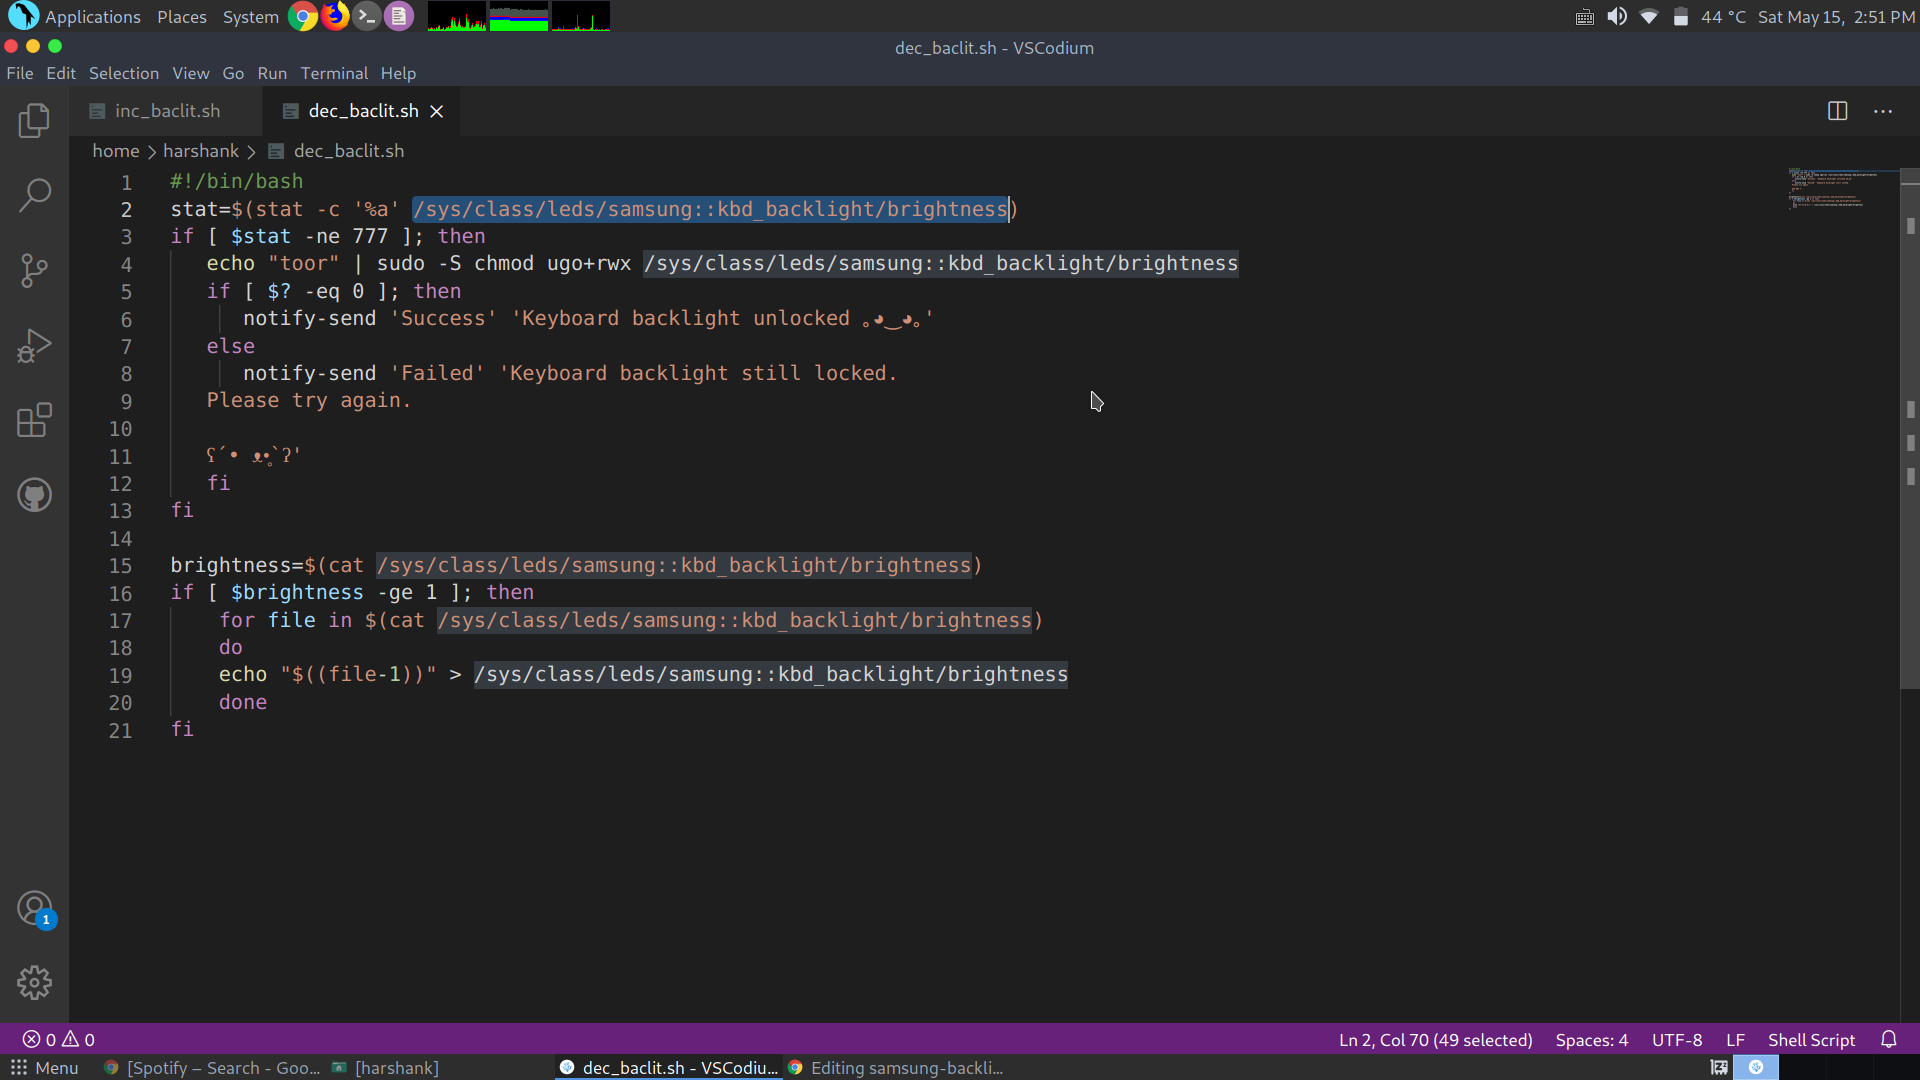 Applications Places System 44 °C Sat May 15, 2:51 PM
dec_baclit.sh - VSCodium
File Edit Selection View Go Run Terminal Help
inc_baclit.sh dec_baclit.sh
home > harshank > dec_baclit.sh
1 #!/bin/bash
2 stat=$(stat -c '%a' /sys/class/leds/samsung::kbd_backlight/brightness)
3 if [ $stat -ne 777 ]; then
4 echo "toor" | sudo -S chmod ugo+rwx /sys/class/leds/samsung::kbd_backlight/brightness
5 if [ $? -eq 0 ]; then
6 notify-send 'Success' 'Keyboard backlight unlocked ｡◕‿◕｡'
7 else
8 notify-send 'Failed' 'Keyboard backlight still locked.
9 Please try again.
10
11 ʕ´• ᴥ•̥`ʔ'
12 fi
13 fi
14
15 brightness=$(cat /sys/class/leds/samsung::kbd_backlight/brightness)
16 if [ $brightness -ge 1 ]; then
17 for file in $(cat /sys/class/leds/samsung::kbd_backlight/brightness)
18 do
19 echo "$((file-1))" > /sys/class/leds/samsung::kbd_backlight/brightness
20 done
21 fi
1
0 0 Ln 2, Col 70 (49 selected) Spaces: 4 UTF-8 LF Shell Script
Menu [Spotify – Search - Goo... [harshank] dec_baclit.sh - VSCodiu... Editing samsung-backli...